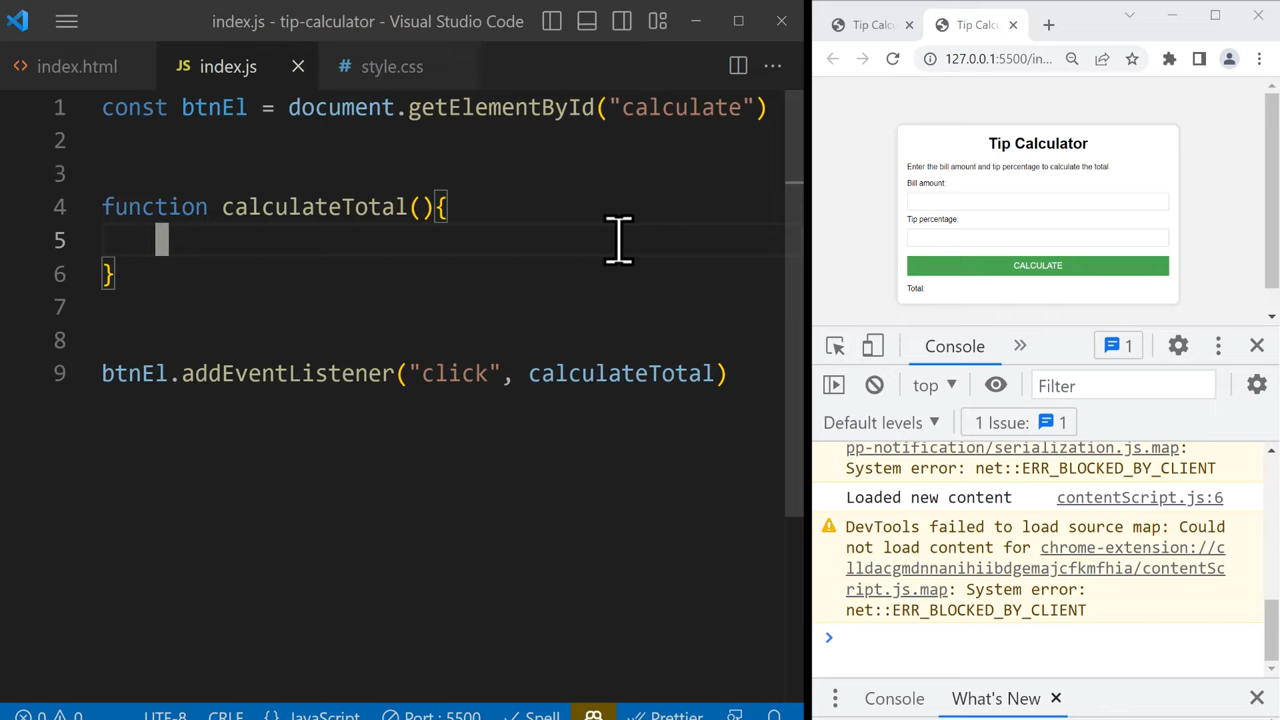 index.js - tip-calculator - Visual Studio Code
index.html
JS index.js
# style.css
1 const btnEl = document.getElementById("calculate")
2
3
4 function calculateTotal(){
5
6 }
7
8
9 btnEl.addEventListener("click", calculateTotal)
UTF-8 CRLF {} JavaScript Port : 5500 Spell Prettier
Tip Calcu
Tip Calcu
127.0.0.1:5500/in...
Tip Calculator
Enter the bill amount and tip percentage to calculate the total.
Bill amount:
Tip percentage:
CALCULATE
Total:
Console
1
top
Filter
Default levels
1 Issue: 1
pp-notification/serialization.js.map:
System error: net::ERR_BLOCKED_BY_CLIENT
Loaded new content contentScript.js:6
DevTools failed to load source map: Could
not load content for chrome-extension://c
lldacgmdnnanihiibdgemajcfkmfhia/contentSc
ript.js.map: System error:
net::ERR_BLOCKED_BY_CLIENT
Console
What's New